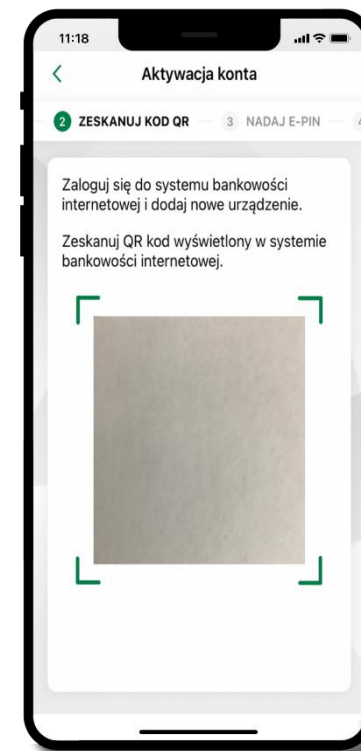 11:18
Aktywacja konta
2 ZESKANUJ KOD QR 3 NADAJ E-PIN 4
Zaloguj się do systemu bankowości
internetowej i dodaj nowe urządzenie.
Zeskanuj QR kod wyświetlony w systemie
bankowości internetowej.